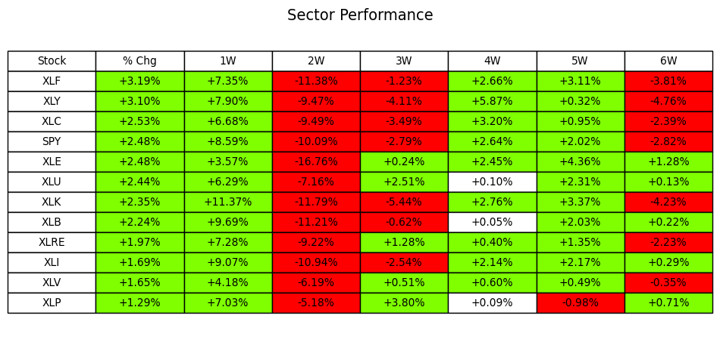 Sector Performance
Stock % Chg 1W 2W 3W 4W 5W 6W
XLF +3.19% +7.35% -11.38% -1.23% +2.66% +3.11% -3.81%
XLY +3.10% +7.90% -9.47% -4.11% +5.87% +0.32% -4.76%
XLC +2.53% +6.68% -9.49% -3.49% +3.20% +0.95% -2.39%
SPY +2.48% +8.59% -10.09% -2.79% +2.64% +2.02% -2.82%
XLE +2.48% +3.57% -16.76% +0.24% +2.45% +4.36% +1.28%
XLU +2.44% +6.29% -7.16% +2.51% +0.10% +2.31% +0.13%
XLK +2.35% +11.37% -11.79% -5.44% +2.76% +3.37% -4.23%
XLB +2.24% +9.69% -11.21% -0.62% +0.05% +2.03% +0.22%
XLRE +1.97% +7.28% -9.22% +1.28% +0.40% +1.35% -2.23%
XLI +1.69% +9.07% -10.94% -2.54% +2.14% +2.17% +0.29%
XLV +1.65% +4.18% -6.19% +0.51% +0.60% +0.49% -0.35%
XLP +1.29% +7.03% -5.18% +3.80% +0.09% -0.98% +0.71%